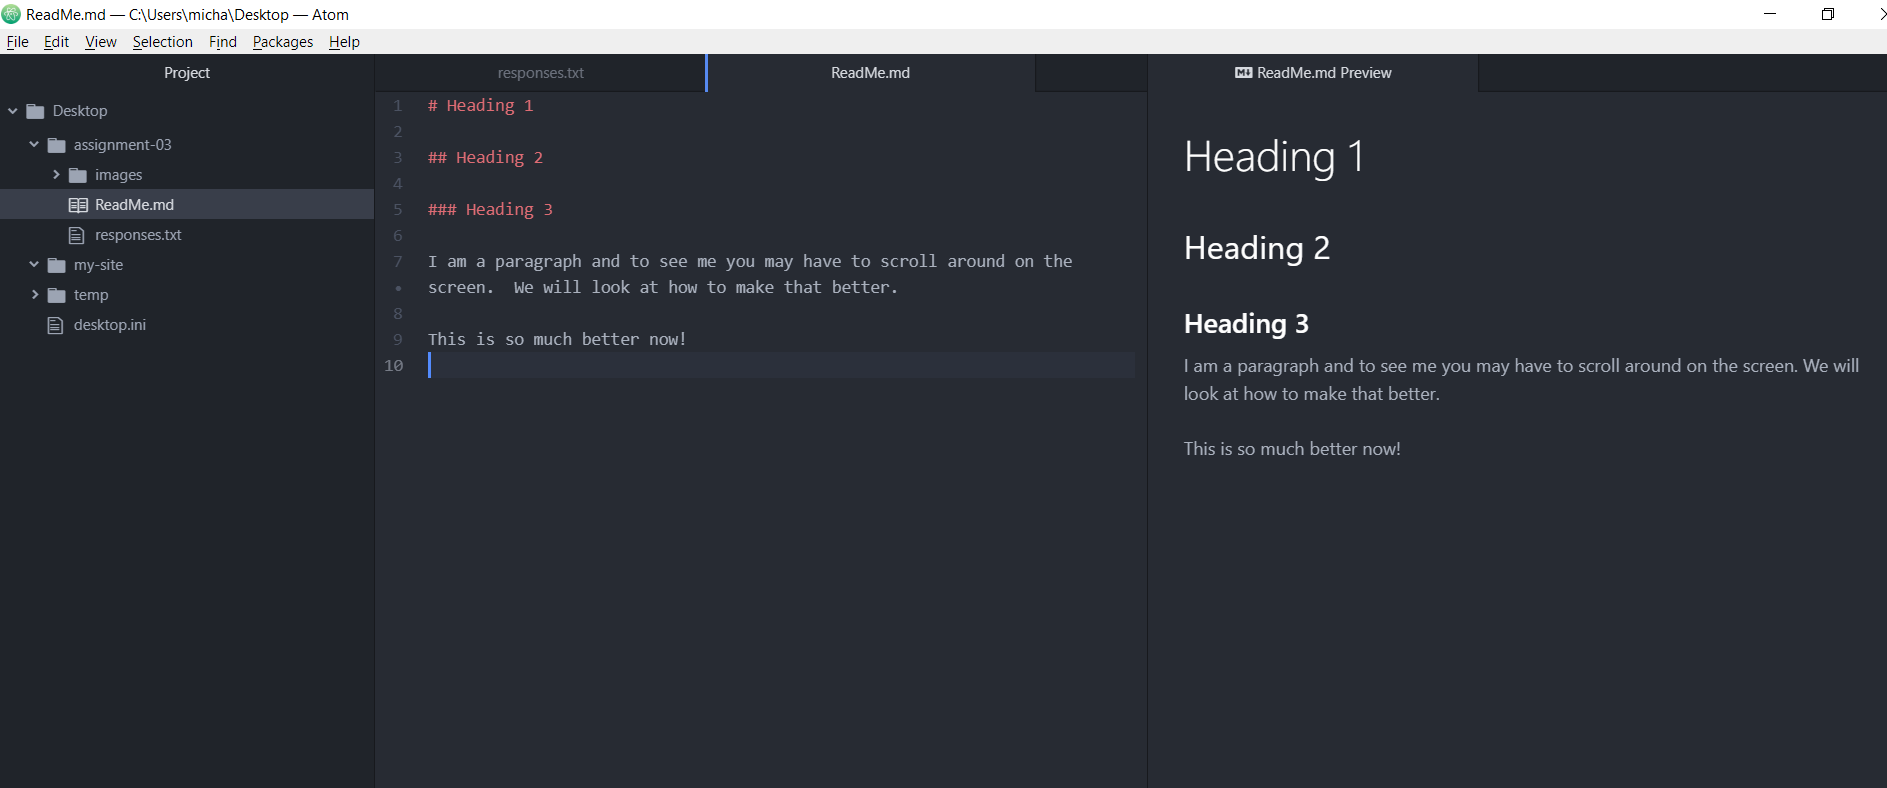 ReadMe.md — C:\Users\micha\Desktop — Atom
File Edit View Selection Find Packages Help
Project
Desktop
assignment-03
images
ReadMe.md
responses.txt
my-site
temp
desktop.ini
responses.txt
ReadMe.md
1 # Heading 1
2
3 ## Heading 2
4
5 ### Heading 3
6
7 I am a paragraph and to see me you may have to scroll around on the
• screen.  We will look at how to make that better.
8
9 This is so much better now!
10
ReadMe.md Preview
Heading 1
Heading 2
Heading 3
I am a paragraph and to see me you may have to scroll around on the screen. We will
look at how to make that better.
This is so much better now!